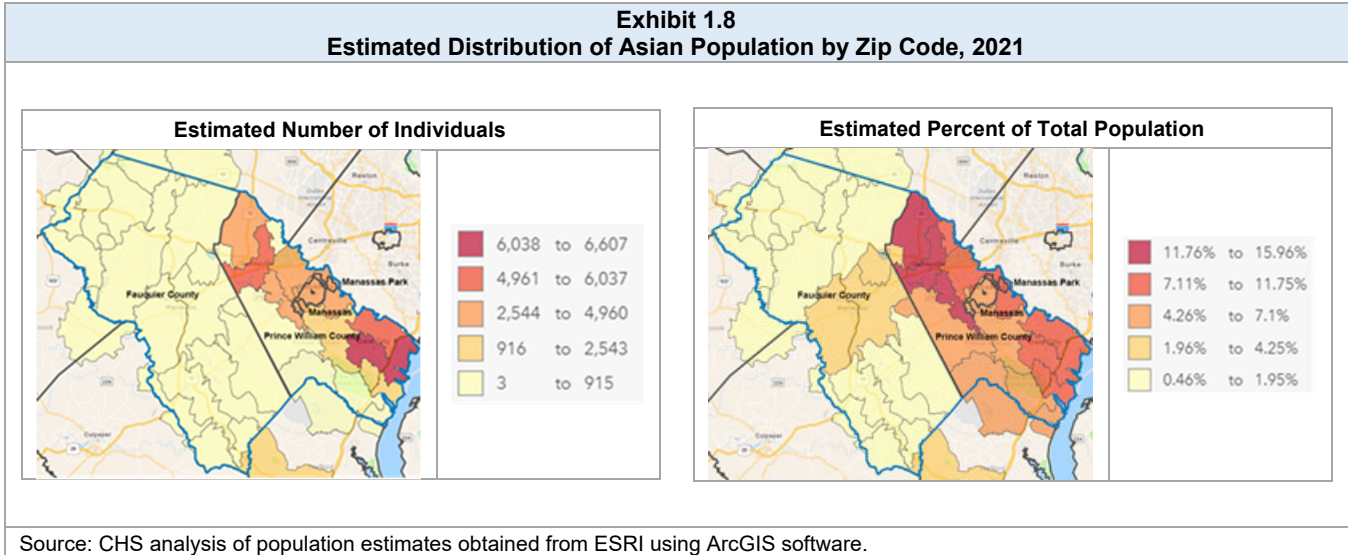 Exhibit 1.8
Estimated Distribution of Asian Population by Zip Code, 2021
Estimated Number of Individuals
Reston
Centreville
Burke
Manassas Park
Fauquier County
Manassas
Prince William County
Culpeper
6,038 to 6,607
4,961 to 6,037
2,544 to 4,960
916 to 2,543
3 to 915
Estimated Percent of Total Population
Reston
Centreville
Burke
Manassas Park
Fauquier County
Manassas
Prince William County
Culpeper
11.76% to 15.96%
7.11% to 11.75%
4.26% to 7.1%
1.96% to 4.25%
0.46% to 1.95%
Source: CHS analysis of population estimates obtained from ESRI using ArcGIS software.